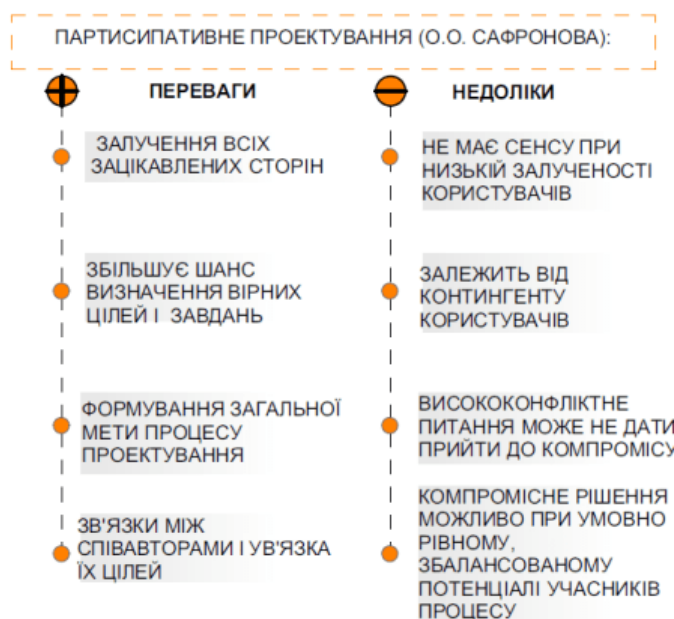 ПАРТИСИПАТИВНЕ ПРОЕКТУВАННЯ (О.О. САФРОНОВА):
ПЕРЕВАГИ
ЗАЛУЧЕННЯ ВСІХ
ЗАЦІКАВЛЕНИХ СТОРІН
ЗБІЛЬШУЄ ШАНС
ВИЗНАЧЕННЯ ВІРНИХ
ЦІЛЕЙ І ЗАВДАНЬ
ФОРМУВАННЯ ЗАГАЛЬНОЇ
МЕТИ ПРОЦЕСУ
ПРОЕКТУВАННЯ
ЗВ'ЯЗКИ МІЖ
СПІВАВТОРАМИ І УВ'ЯЗКА
ЇХ ЦІЛЕЙ
НЕДОЛІКИ
НЕ МАЄ СЕНСУ ПРИ
НИЗЬКІЙ ЗАЛУЧЕНОСТІ
КОРИСТУВАЧІВ
ЗАЛЕЖИТЬ ВІД
КОНТИНГЕНТУ
КОРИСТУВАЧІВ
ВИСОКОКОНФЛІКТНЕ
ПИТАННЯ МОЖЕ НЕ ДАТИ
ПРИЙТИ ДО КОМПРОМІСУ
КОМПРОМІСНЕ РІШЕННЯ
МОЖЛИВО ПРИ УМОВНО
РІВНОМУ,
ЗБАЛАНСОВАНОМУ
ПОТЕНЦІАЛІ УЧАСНИКІВ
ПРОЦЕСУ